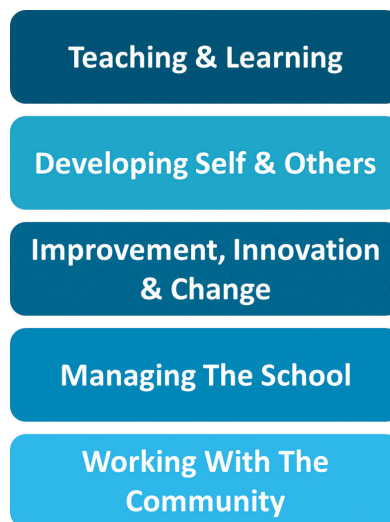 Teaching & Learning
Developing Self & Others
Improvement, Innovation
& Change
Managing The School
Working With The
Community